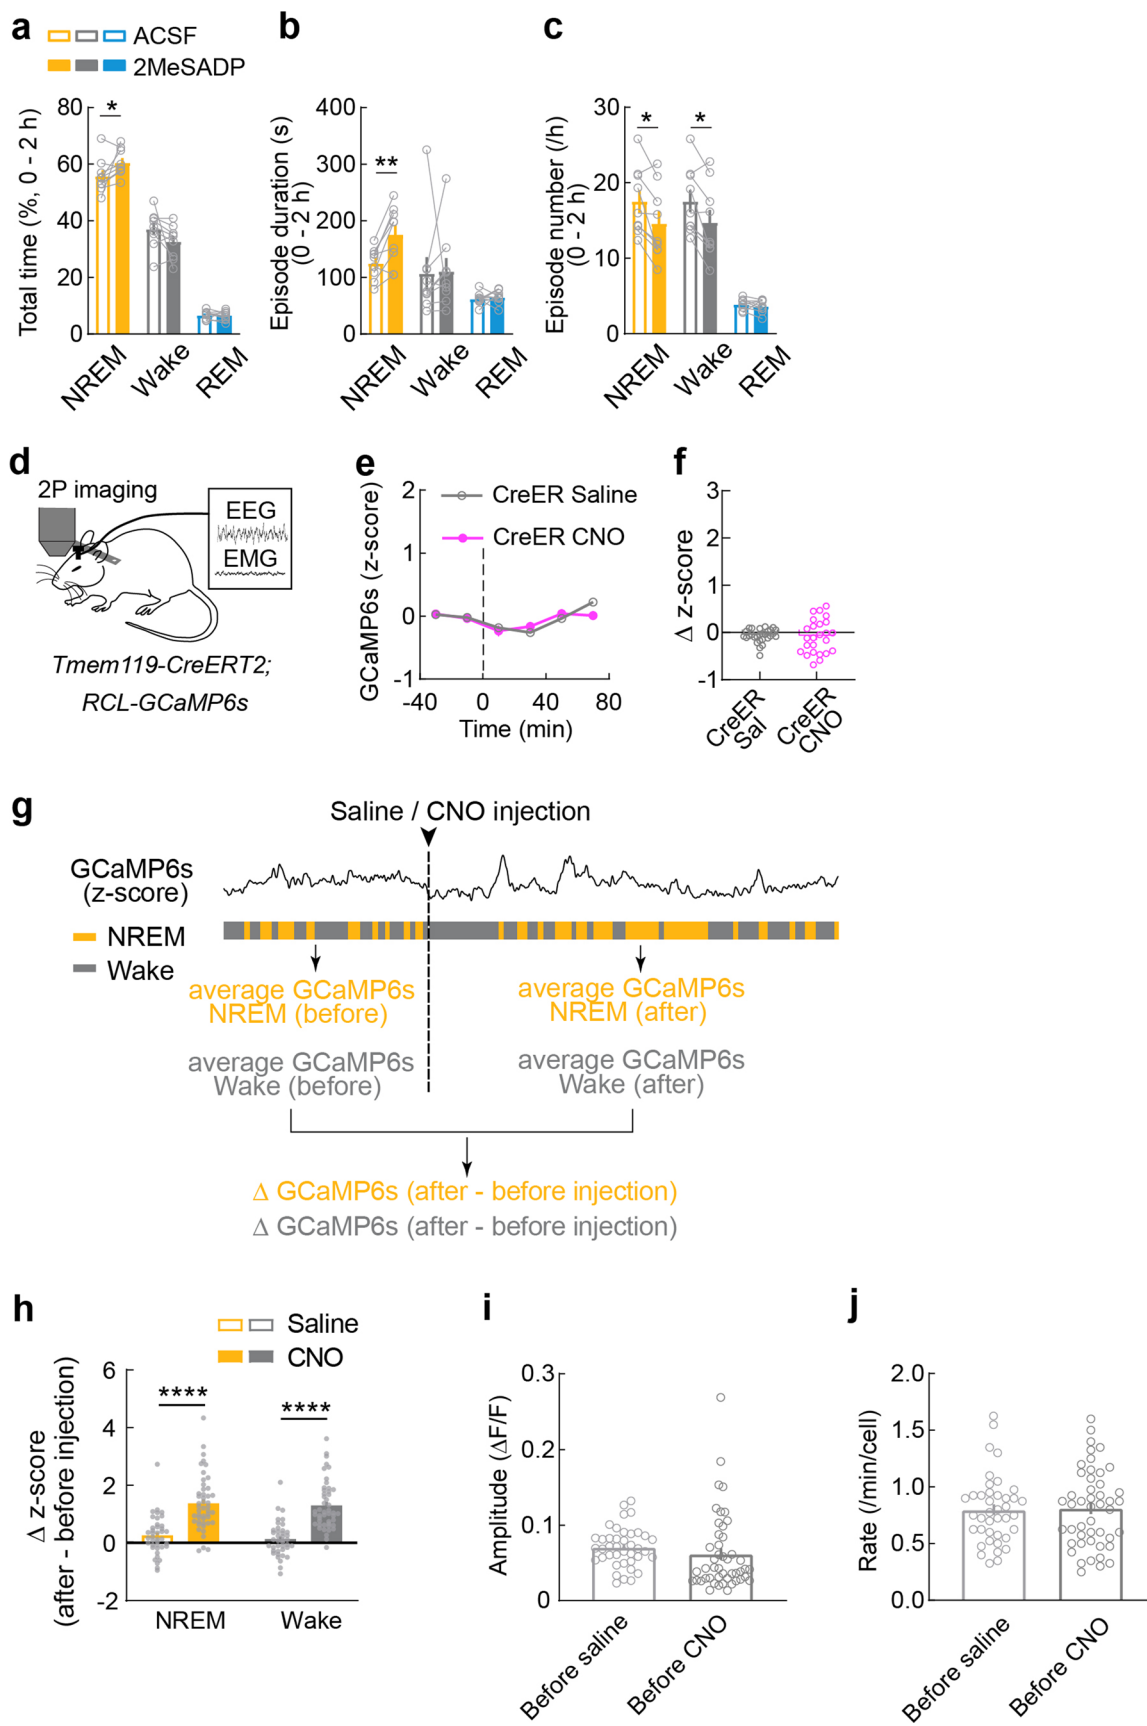 a
ACSF
2MeSADP
Total time (%, 0 - 2 h)
80
60
40
20
0
*
NREM
Wake
REM
b
Episode duration (s)
(0 - 2 h)
400
300
200
100
0
**
NREM
Wake
REM
c
Episode number (/h)
(0 - 2 h)
30
20
10
0
*
*
NREM
Wake
REM
d
2P imaging
EEG
EMG
Tmem119-CreERT2;
RCL-GCaMP6s
e
GCaMP6s (z-score)
2
1
0
-1
CreER Saline
CreER CNO
-40
0
40
80
Time (min)
f
Δ z-score
3
2
1
0
-1
CreER
Sal
CreER
CNO
g
Saline / CNO injection
GCaMP6s
(z-score)
NREM
Wake
average GCaMP6s
NREM (before)
average GCaMP6s
NREM (after)
average GCaMP6s
Wake (before)
average GCaMP6s
Wake (after)
Δ GCaMP6s (after - before injection)
Δ GCaMP6s (after - before injection)
h
Saline
CNO
Δ z-score
(after - before injection)
6
4
2
0
-2
****
****
NREM
Wake
i
Amplitude (ΔF/F)
0.3
0.2
0.1
0
Before saline
Before CNO
j
Rate (/min/cell)
2.0
1.5
1.0
0.5
0.0
Before saline
Before CNO